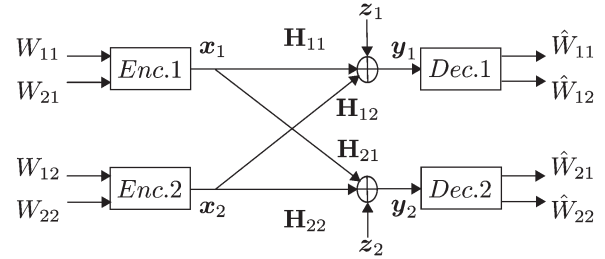 z₁
W₁₁ x₁ H₁₁ y₁ Ŵ₁₁
Enc.1 Dec.1
W₂₁ Ŵ₁₂
H₁₂
H₂₁
W₁₂ Ŵ₂₁
Enc.2 Dec.2
W₂₂ x₂ y₂ Ŵ₂₂
H₂₂
z₂